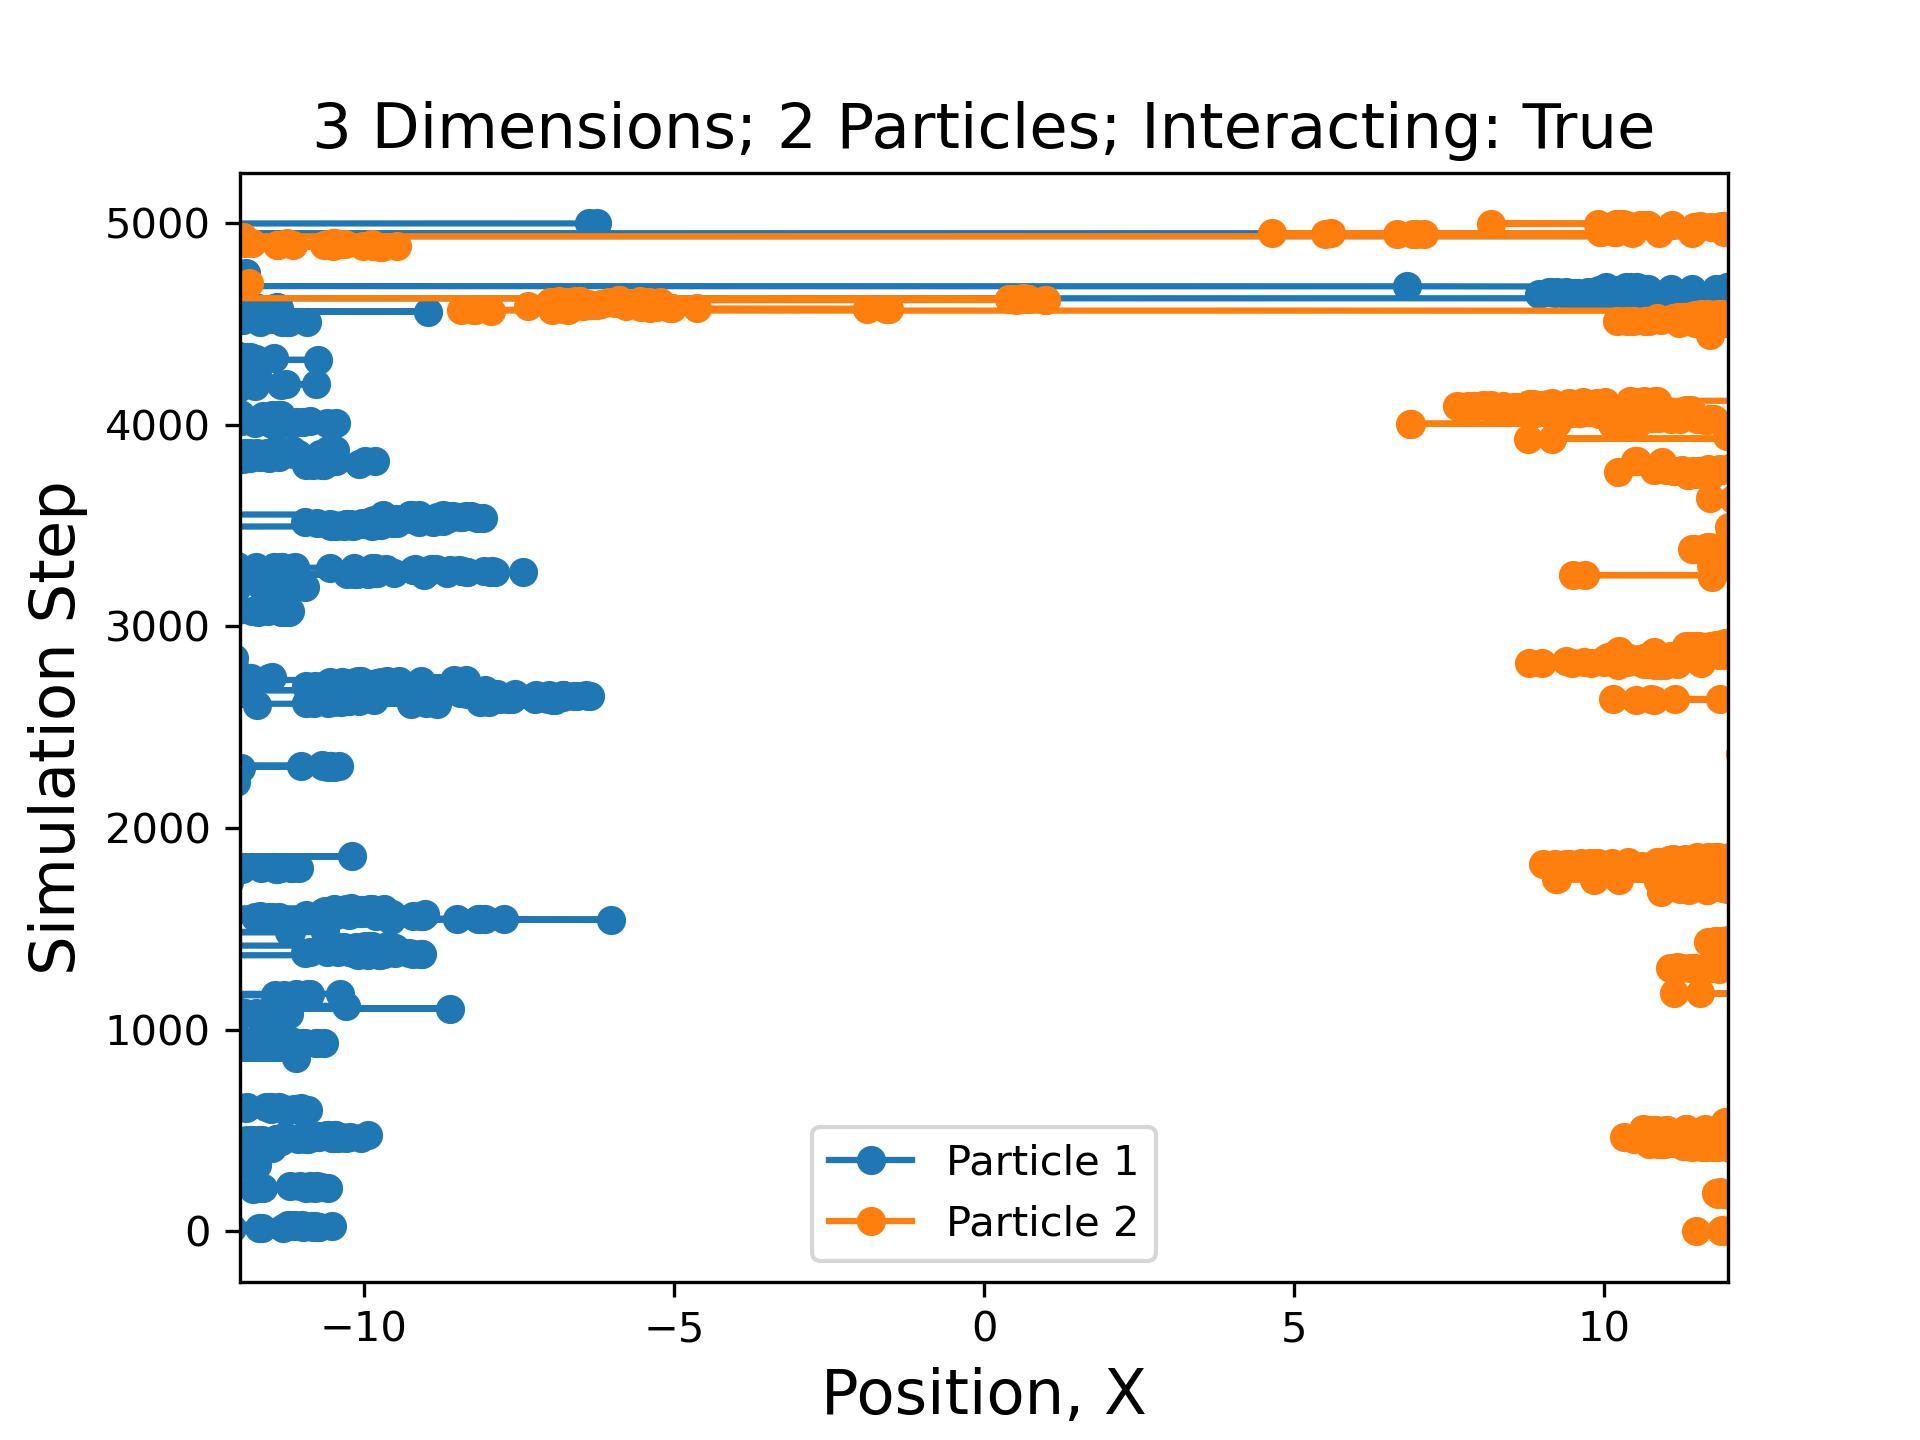 3 Dimensions; 2 Particles; Interacting: True
Simulation Step
5000
4000
3000
2000
1000
0
Particle 1
Particle 2
−10
−5
0
5
10
Position, X